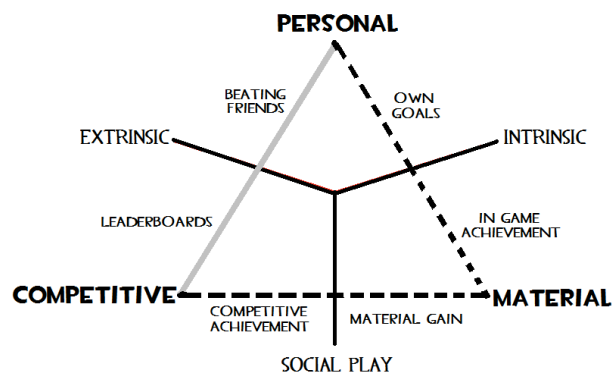 PERSONAL
BEATING
FRIENDS
OWN
GOALS
EXTRINSIC
INTRINSIC
LEADERBOARDS
IN GAME
ACHIEVEMENT
COMPETITIVE
MATERIAL
COMPETITIVE
ACHIEVEMENT
MATERIAL GAIN
SOCIAL PLAY